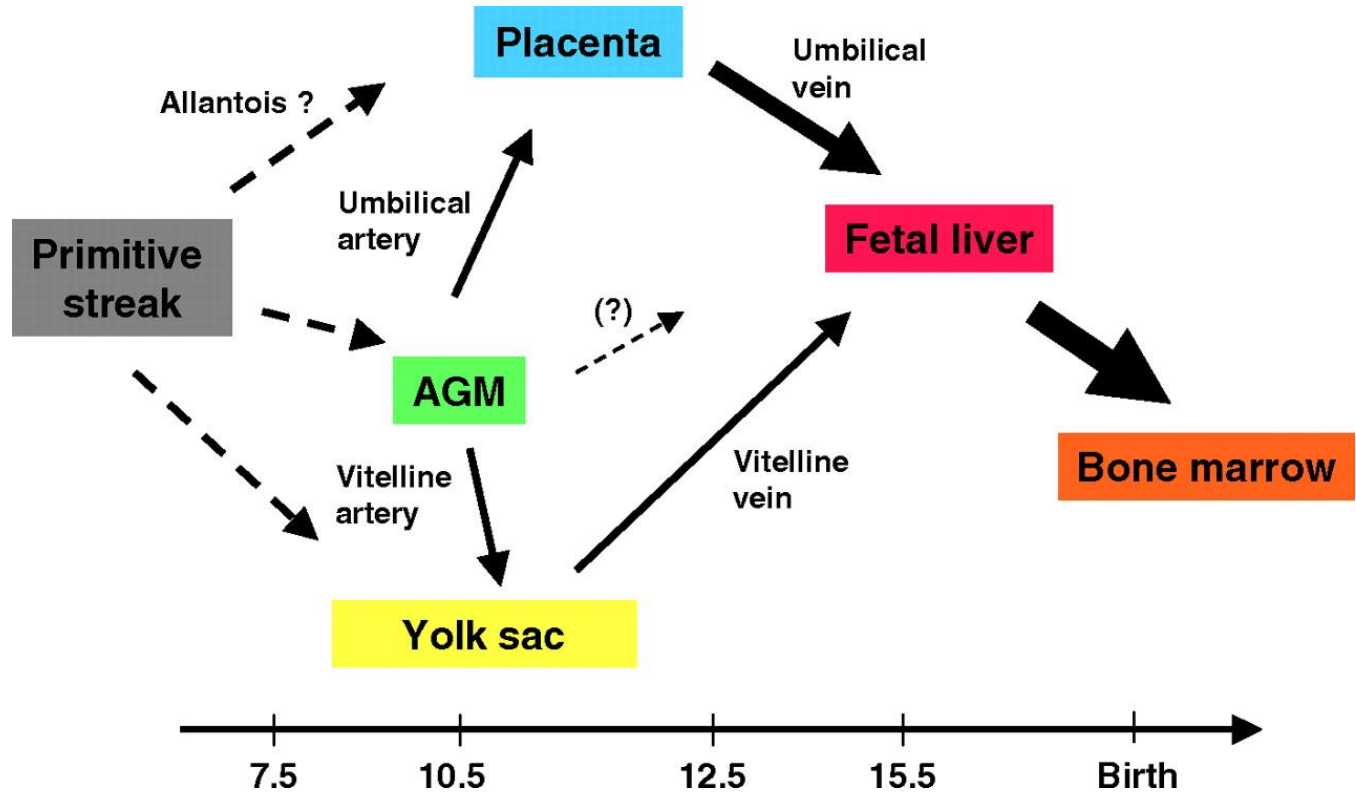 Placenta
Umbilical
vein
Allantois ?
Umbilical
artery
Fetal liver
Primitive
streak
(?)
AGM
Vitelline
artery
Vitelline
vein
Bone marrow
Yolk sac
7.5 10.5 12.5 15.5 Birth